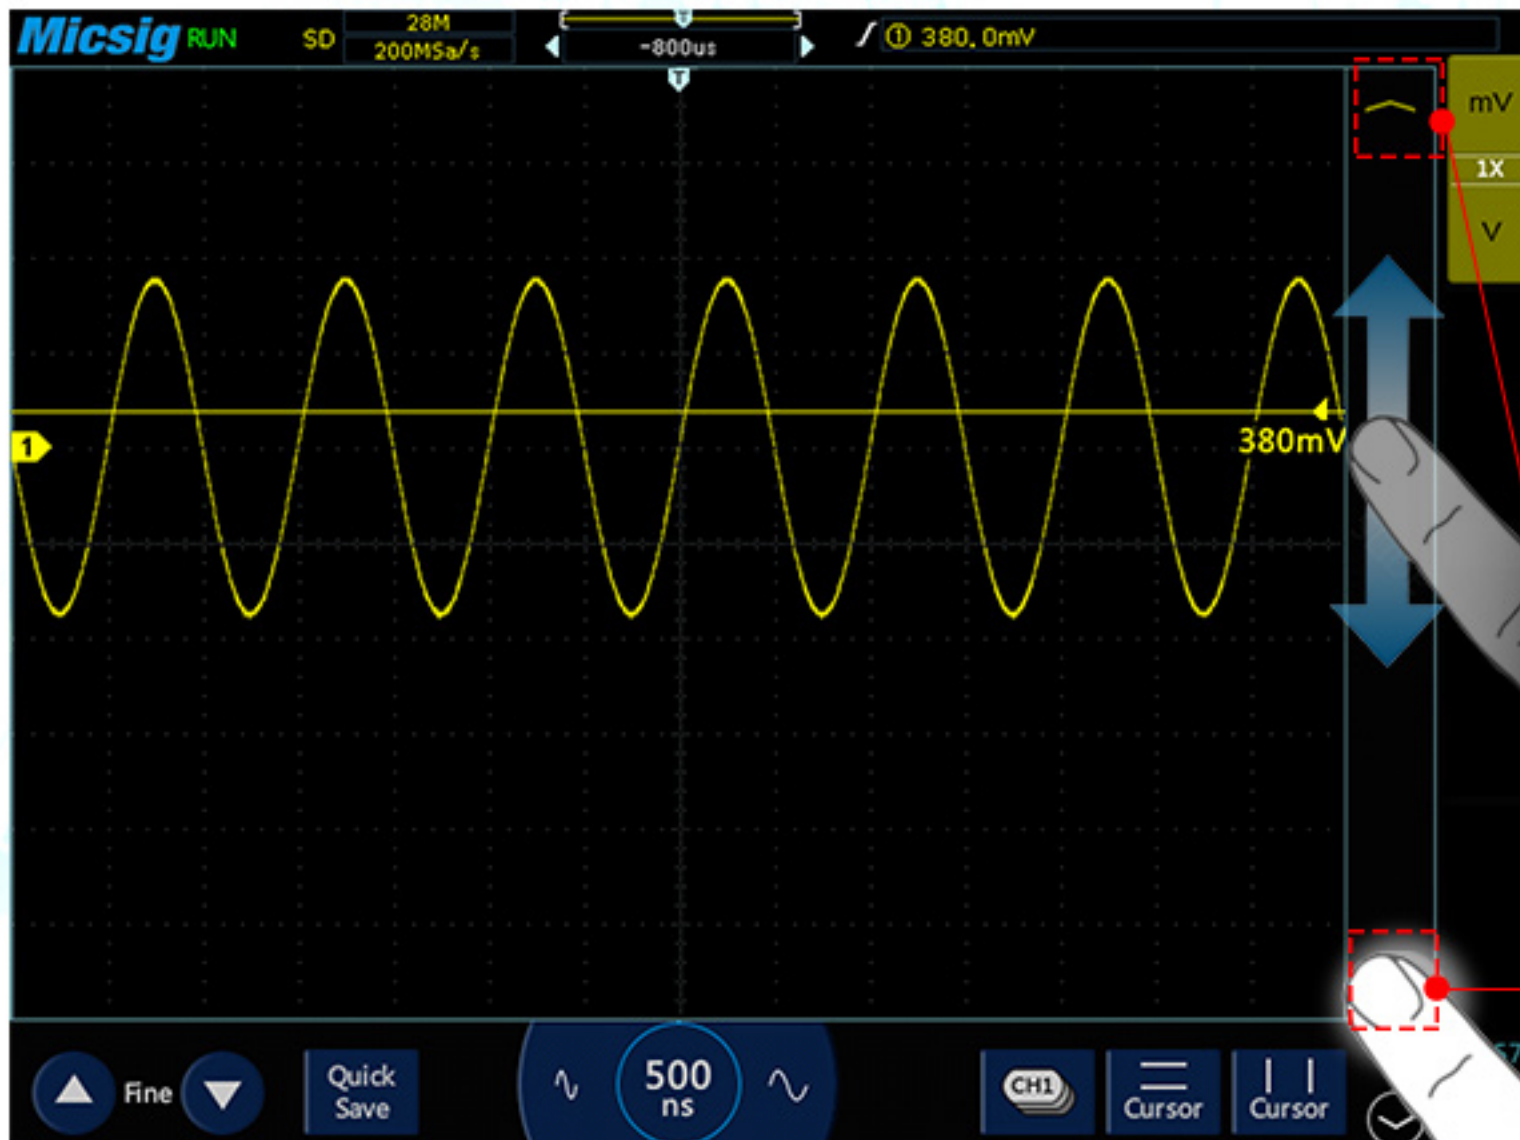 Micsig RUN
SD
28M
200MSa/s
T
-800us
① 380.0mV
T
mV
1X
V
1
380mV
Fine
Quick
Save
500
ns
CH1
Cursor
Cursor
57